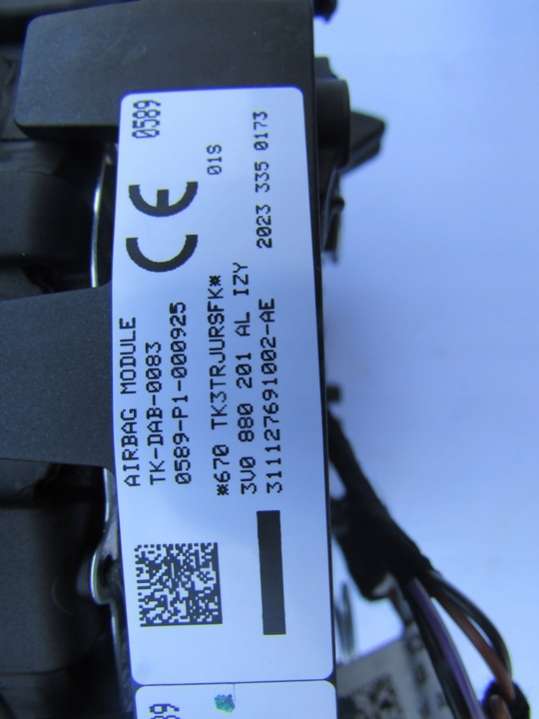 AIRBAG MODULE
TK-DAB-0083
0589-P1-000925
CE 0589
*670 TK3TRJURSFK*
01S
3V0 880 201 AL IZY
311127691002-AE
2023 335 0173
89